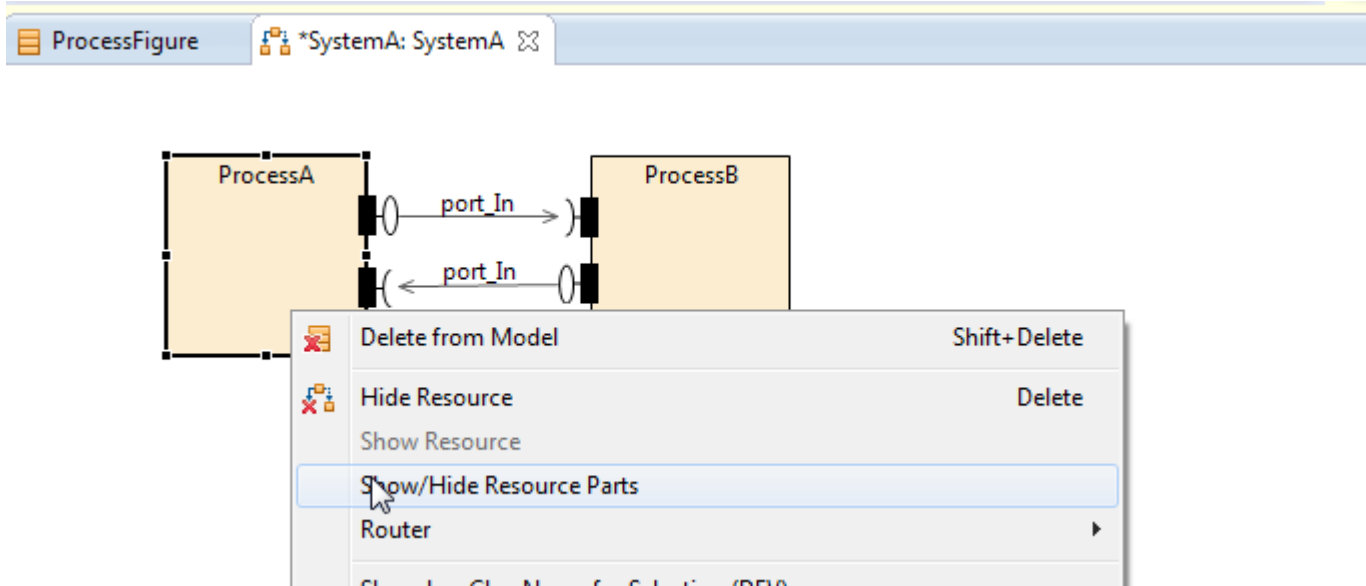 ProcessFigure
*SystemA: SystemA
ProcessA
ProcessB
port_In
port_In
Delete from Model Shift+Delete
Hide Resource Delete
Show Resource
Show/Hide Resource Parts
Router